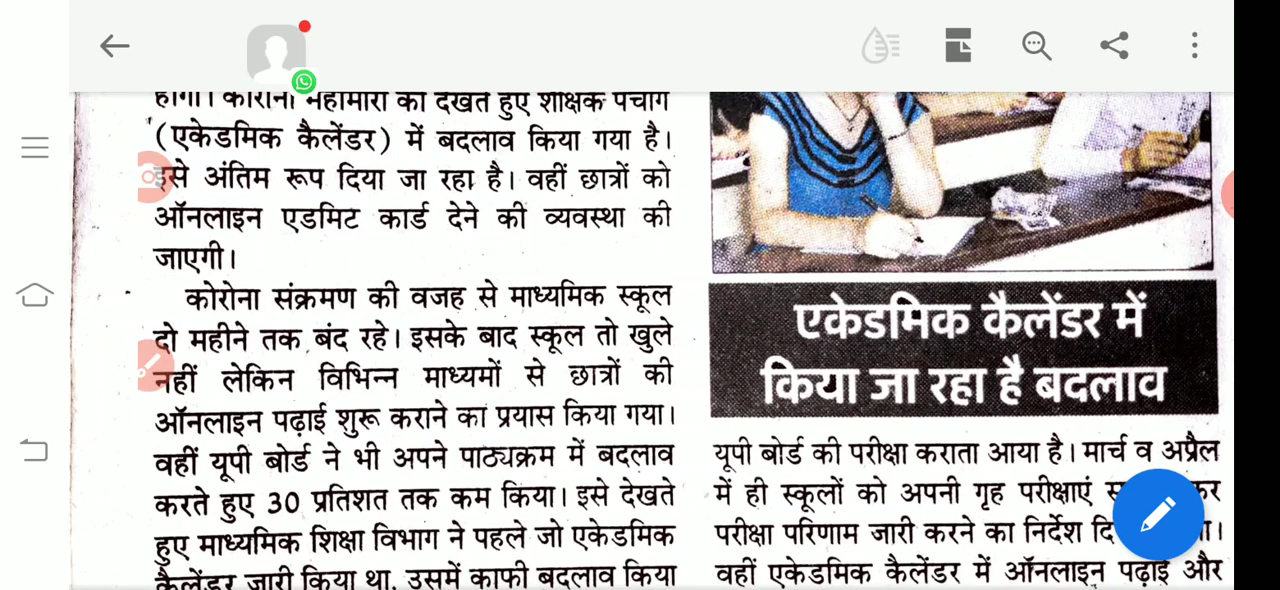 होगा। कोरोना महामारी को देखते हुए शैक्षिक पंचांग
(एकेडमिक कैलेंडर) में बदलाव किया गया है।
इसे अंतिम रूप दिया जा रहा है। वहीं छात्रों को
ऑनलाइन एडमिट कार्ड देने की व्यवस्था की
जाएगी।
कोरोना संक्रमण की वजह से माध्यमिक स्कूल
दो महीने तक बंद रहे। इसके बाद स्कूल तो खुले
नहीं लेकिन विभिन्न माध्यमों से छात्रों की
ऑनलाइन पढ़ाई शुरू कराने का प्रयास किया गया।
वहीं यूपी बोर्ड ने भी अपने पाठ्यक्रम में बदलाव
करते हुए 30 प्रतिशत तक कम किया। इसे देखते
हुए माध्यमिक शिक्षा विभाग ने पहले जो एकेडमिक
कैलेंडर जारी किया था, उसमें काफी बदलाव किया
एकेडमिक कैलेंडर में
किया जा रहा है बदलाव
यूपी बोर्ड की परीक्षा कराता आया है। मार्च व अप्रैल
में ही स्कूलों को अपनी गृह परीक्षाएं
परीक्षा परिणाम जारी करने का निर्देश
वहीं एकेडमिक कैलेंडर में ऑनलाइन पढ़ाई और